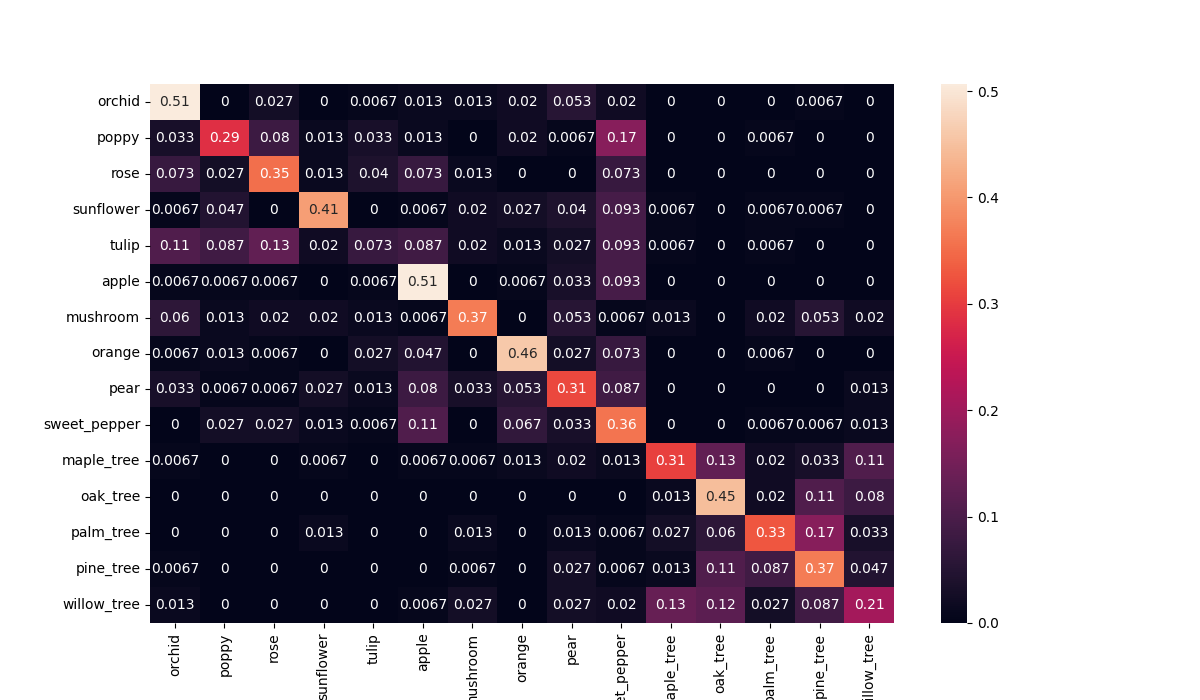 orchid 0.51 0 0.027 0 0.0067 0.013 0.013 0.02 0.053 0.02 0 0 0 0.0067 0
poppy 0.033 0.29 0.08 0.013 0.033 0.013 0 0.02 0.0067 0.17 0 0 0.0067 0 0
rose 0.073 0.027 0.35 0.013 0.04 0.073 0.013 0 0 0.073 0 0 0 0 0
sunflower 0.0067 0.047 0 0.41 0 0.0067 0.02 0.027 0.04 0.093 0.0067 0 0.0067 0.0067 0
tulip 0.11 0.087 0.13 0.02 0.073 0.087 0.02 0.013 0.027 0.093 0.0067 0 0.0067 0 0
apple 0.0067 0.0067 0.0067 0 0.0067 0.51 0 0.0067 0.033 0.093 0 0 0 0 0
mushroom 0.06 0.013 0.02 0.02 0.013 0.0067 0.37 0 0.053 0.0067 0.013 0 0.02 0.053 0.02
orange 0.0067 0.013 0.0067 0 0.027 0.047 0 0.46 0.027 0.073 0 0 0.0067 0 0
pear 0.033 0.0067 0.0067 0.027 0.013 0.08 0.033 0.053 0.31 0.087 0 0 0 0 0.013
sweet_pepper 0 0.027 0.027 0.013 0.0067 0.11 0 0.067 0.033 0.36 0 0 0.0067 0.0067 0.013
maple_tree 0.0067 0 0 0.0067 0 0.0067 0.0067 0.013 0.02 0.013 0.31 0.13 0.02 0.033 0.11
oak_tree 0 0 0 0 0 0 0 0 0 0 0.013 0.45 0.02 0.11 0.08
palm_tree 0 0 0 0.013 0 0 0.013 0 0.013 0.0067 0.027 0.06 0.33 0.17 0.033
pine_tree 0.0067 0 0 0 0 0 0.0067 0 0.027 0.0067 0.013 0.11 0.087 0.37 0.047
willow_tree 0.013 0 0 0 0 0.0067 0.027 0 0.027 0.02 0.13 0.12 0.027 0.087 0.21
orchid
poppy
rose
sunflower
tulip
apple
ushroom
orange
pear
et_pepper
aple_tree
oak_tree
palm_tree
pine_tree
illow_tree
0.5
0.4
0.3
0.2
0.1
0.0